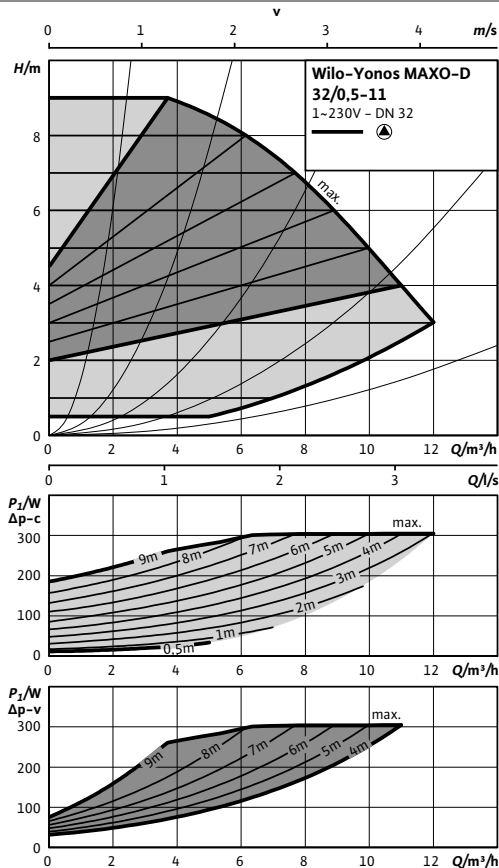 v
0 1 2 3 4 m/s
H/m
Wilo-Yonos MAXO-D
32/0,5-11
1~230V - DN 32
8
max.
6
4
2
0
0 2 4 6 8 10 12 Q/m³/h
0 1 2 3 Q/l/s
P1/W
Δp-c
max.
300
9m 8m 7m 6m 5m 4m
200
3m
100
2m
1m
0,5m
0
0 2 4 6 8 10 Q/m³/h
P1/W
Δp-v
max.
300
9m 8m 7m 6m 5m 4m
200
100
0
0 2 4 6 8 10 12 Q/m³/h